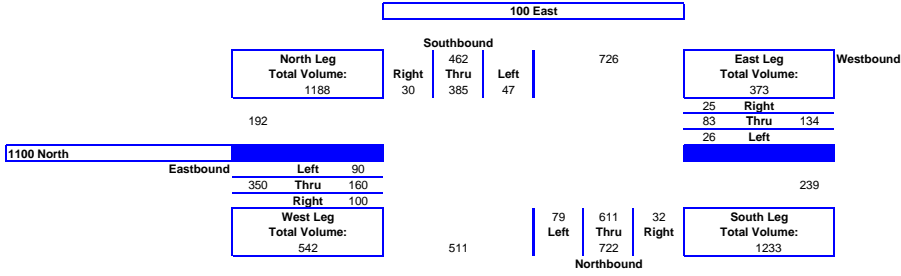 100 East
Southbound
North Leg 462 726 East Leg Westbound
Total Volume: Right Thru Left Total Volume:
1188 30 385 47 373
25 Right
192 83 Thru 134
26 Left
1100 North
Eastbound Left 90
350 Thru 160 239
Right 100
West Leg 79 611 32 South Leg
Total Volume: Left Thru Right Total Volume:
542 511 722 1233
Northbound